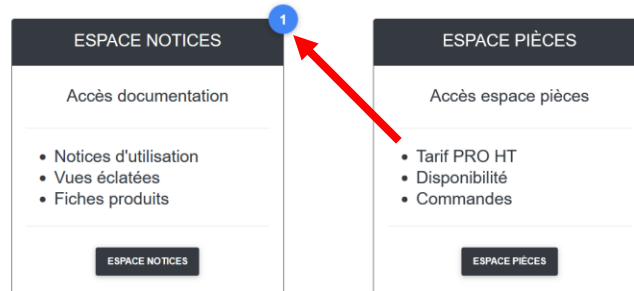 1
ESPACE NOTICES
Accès documentation
• Notices d'utilisation
• Vues éclatées
• Fiches produits
ESPACE NOTICES
ESPACE PIÈCES
Accès espace pièces
• Tarif PRO HT
• Disponibilité
• Commandes
ESPACE PIÈCES